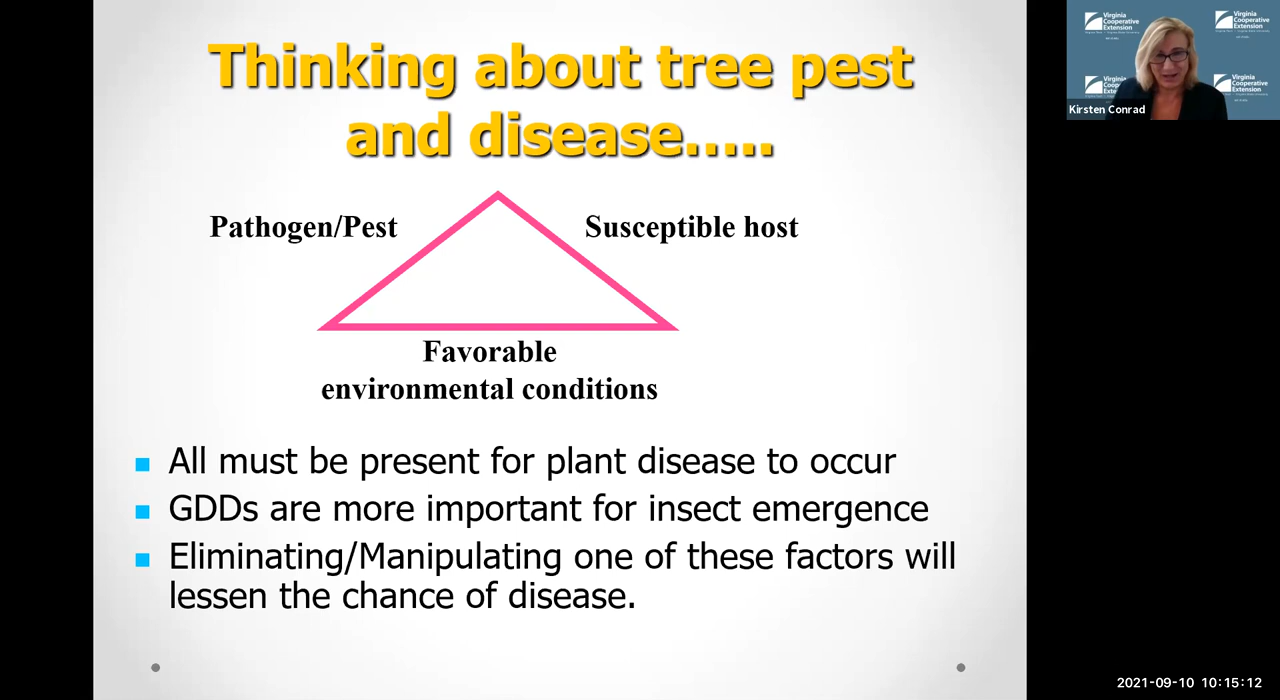 Thinking about tree pest
and disease.....
Pathogen/Pest
Susceptible host
Favorable
environmental conditions
All must be present for plant disease to occur
GDDs are more important for insect emergence
Eliminating/Manipulating one of these factors will
lessen the chance of disease.
Virginia
Cooperative
Extension
Virginia
Cooperative
Extension
Virginia
Cooperative
Extension
Kirsten Conrad
2021-09-10 10:15:12